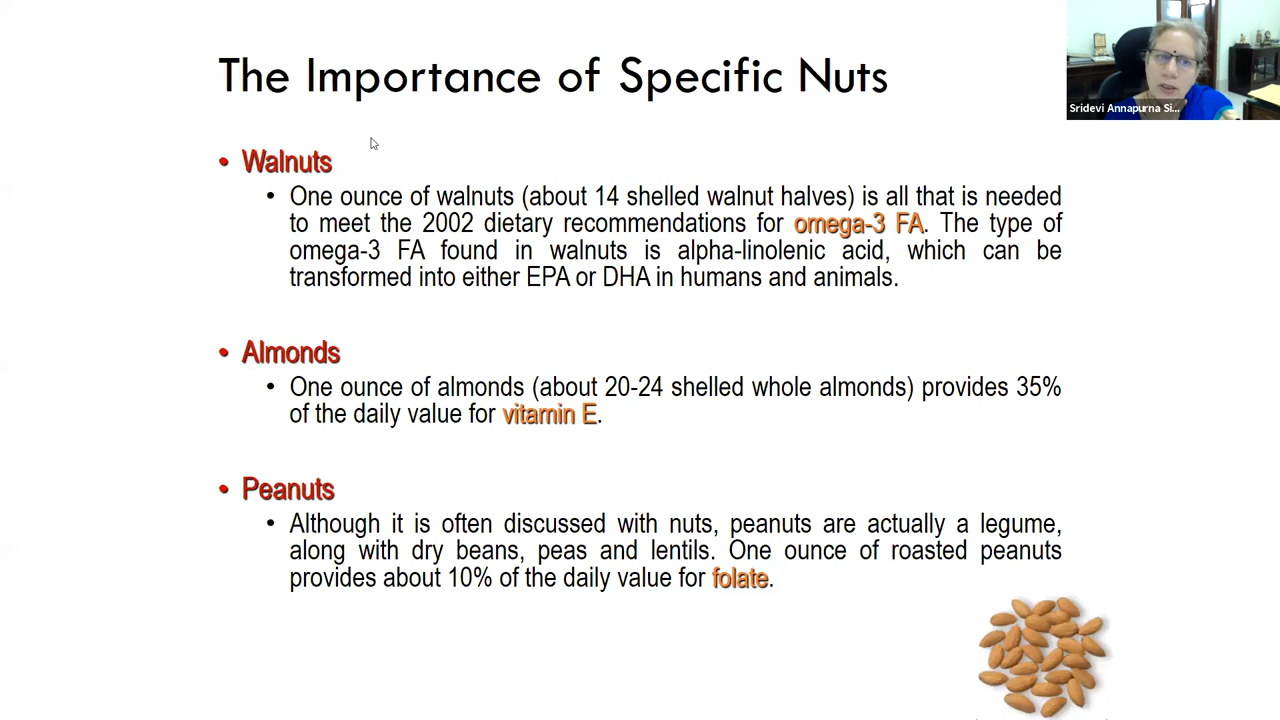 The Importance of Specific Nuts
Sridevi Annapurna Si...
• Walnuts
• One ounce of walnuts (about 14 shelled walnut halves) is all that is needed
to meet the 2002 dietary recommendations for omega-3 FA. The type of
omega-3 FA found in walnuts is alpha-linolenic acid, which can be
transformed into either EPA or DHA in humans and animals.
• Almonds
• One ounce of almonds (about 20-24 shelled whole almonds) provides 35%
of the daily value for vitamin E.
• Peanuts
• Although it is often discussed with nuts, peanuts are actually a legume,
along with dry beans, peas and lentils. One ounce of roasted peanuts
provides about 10% of the daily value for folate.